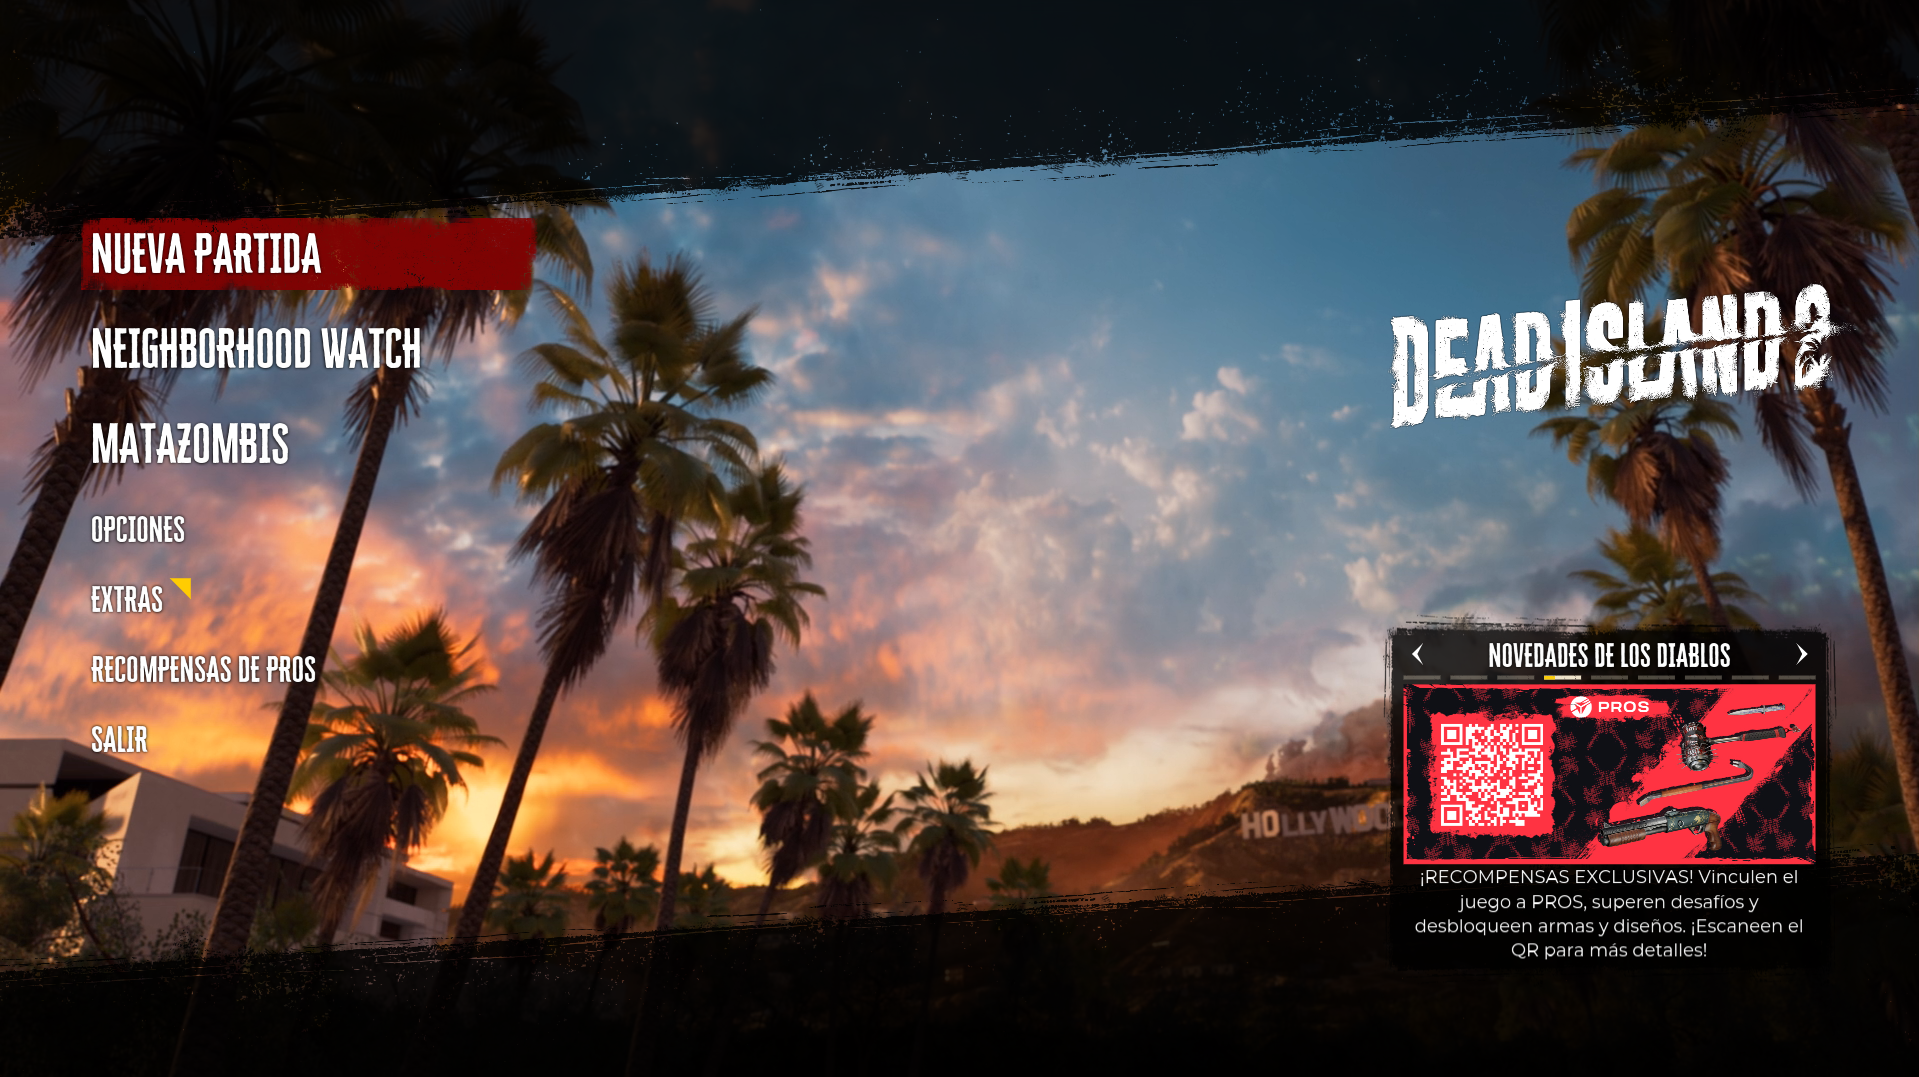 NUEVA PARTIDA
NEIGHBORHOOD WATCH
MATAZOMBIS
OPCIONES
EXTRAS
RECOMPENSAS DE PROS
SALIR
DEAD ISLAND 2
NOVEDADES DE LOS DIABLOS
PROS
¡RECOMPENSAS EXCLUSIVAS! Vinculen el
juego a PROS, superen desafíos y
desbloqueen armas y diseños. ¡Escaneen el
QR para más detalles!
HOLLYWOO